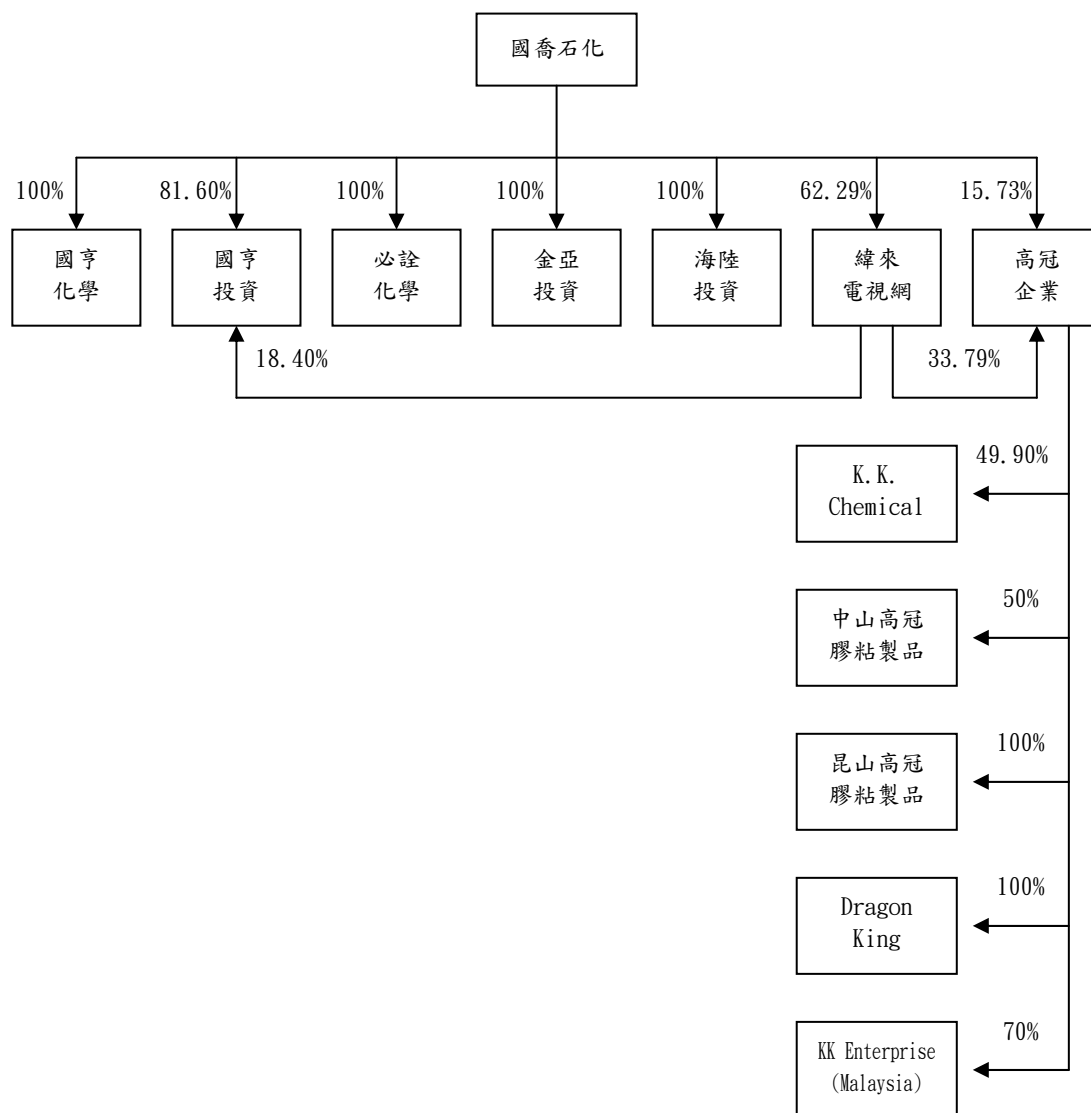 國喬石化
100%
81.60%
100%
100%
100%
62.29%
15.73%
國亨
化學
國亨
投資
必詮
化學
金亞
投資
海陸
投資
緯來
電視網
高冠
企業
18.40%
33.79%
K.K.
Chemical
49.90%
中山高冠
膠粘製品
50%
昆山高冠
膠粘製品
100%
Dragon
King
100%
KK Enterprise
(Malaysia)
70%